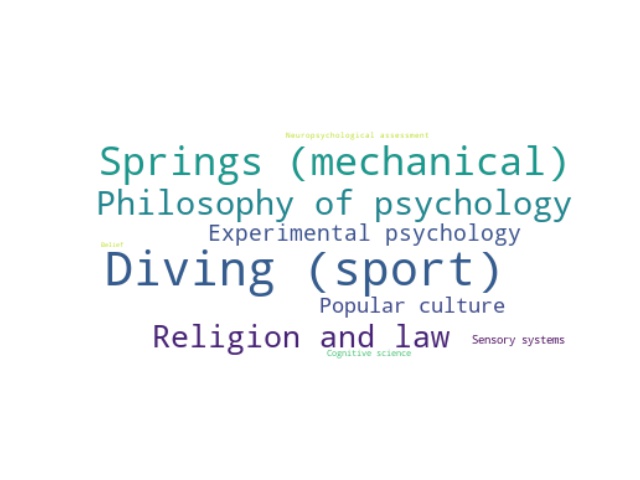 Neuropsychological assessment
Springs (mechanical)
Philosophy of psychology
Experimental psychology
Belief
Diving (sport)
Popular culture
Religion and law
Sensory systems
Cognitive science